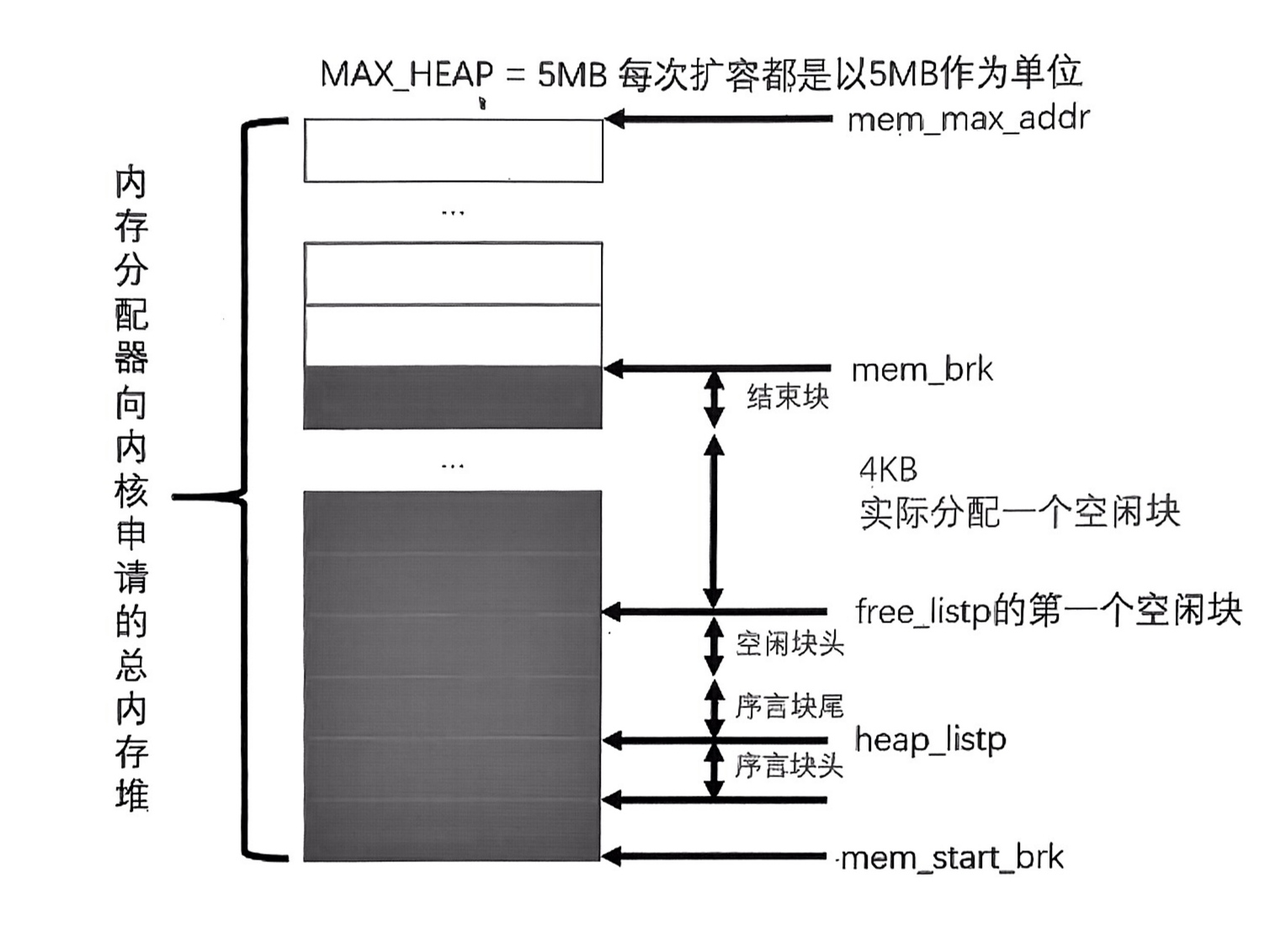 MAX_HEAP = 5MB 每次扩容都是以5MB作为单位
mem_max_addr
内存分配器向内核申请的总内存堆
...
mem_brk
结束块
...
4KB
实际分配一个空闲块
free_listp的第一个空闲块
空闲块头
序言块尾
heap_listp
序言块头
mem_start_brk